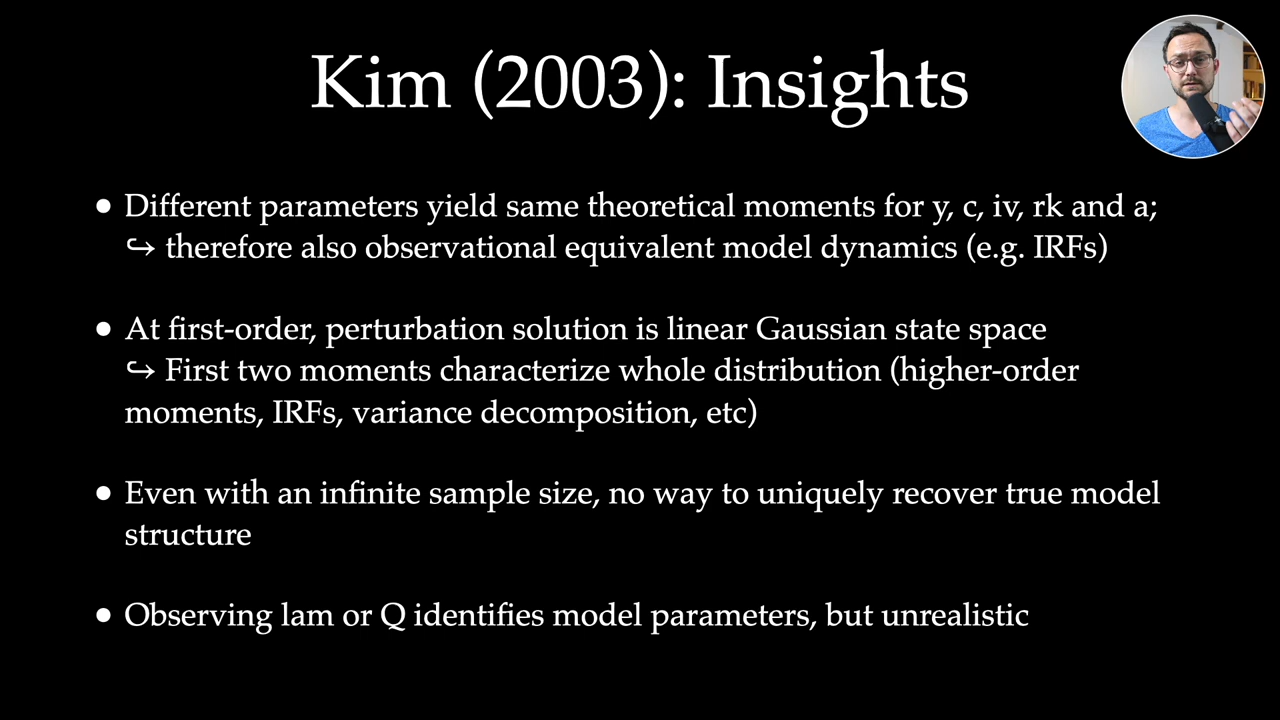 Kim (2003): Insights
● Different parameters yield same theoretical moments for y, c, iv, rk and a;
↪ therefore also observational equivalent model dynamics (e.g. IRFs)
● At first-order, perturbation solution is linear Gaussian state space
↪ First two moments characterize whole distribution (higher-order
moments, IRFs, variance decomposition, etc)
● Even with an infinite sample size, no way to uniquely recover true model
structure
● Observing lam or Q identifies model parameters, but unrealistic